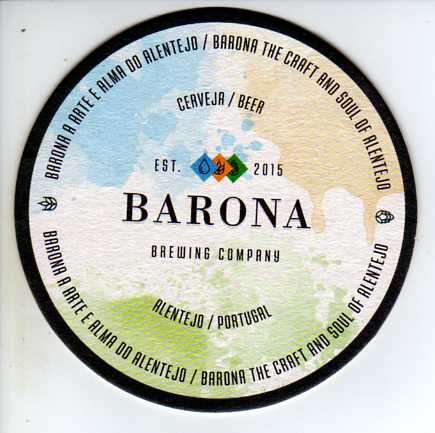 BARONA A ARTE E ALMA DO ALENTEJO / BARONA THE CRAFT AND SOUL OF ALENTEJO
CERVEJA / BEER
EST. 2015
BARONA
BREWING COMPANY
ALENTEJO / PORTUGAL
BARONA A ARTE E ALMA DO ALENTEJO / BARONA THE CRAFT AND SOUL OF ALENTEJO